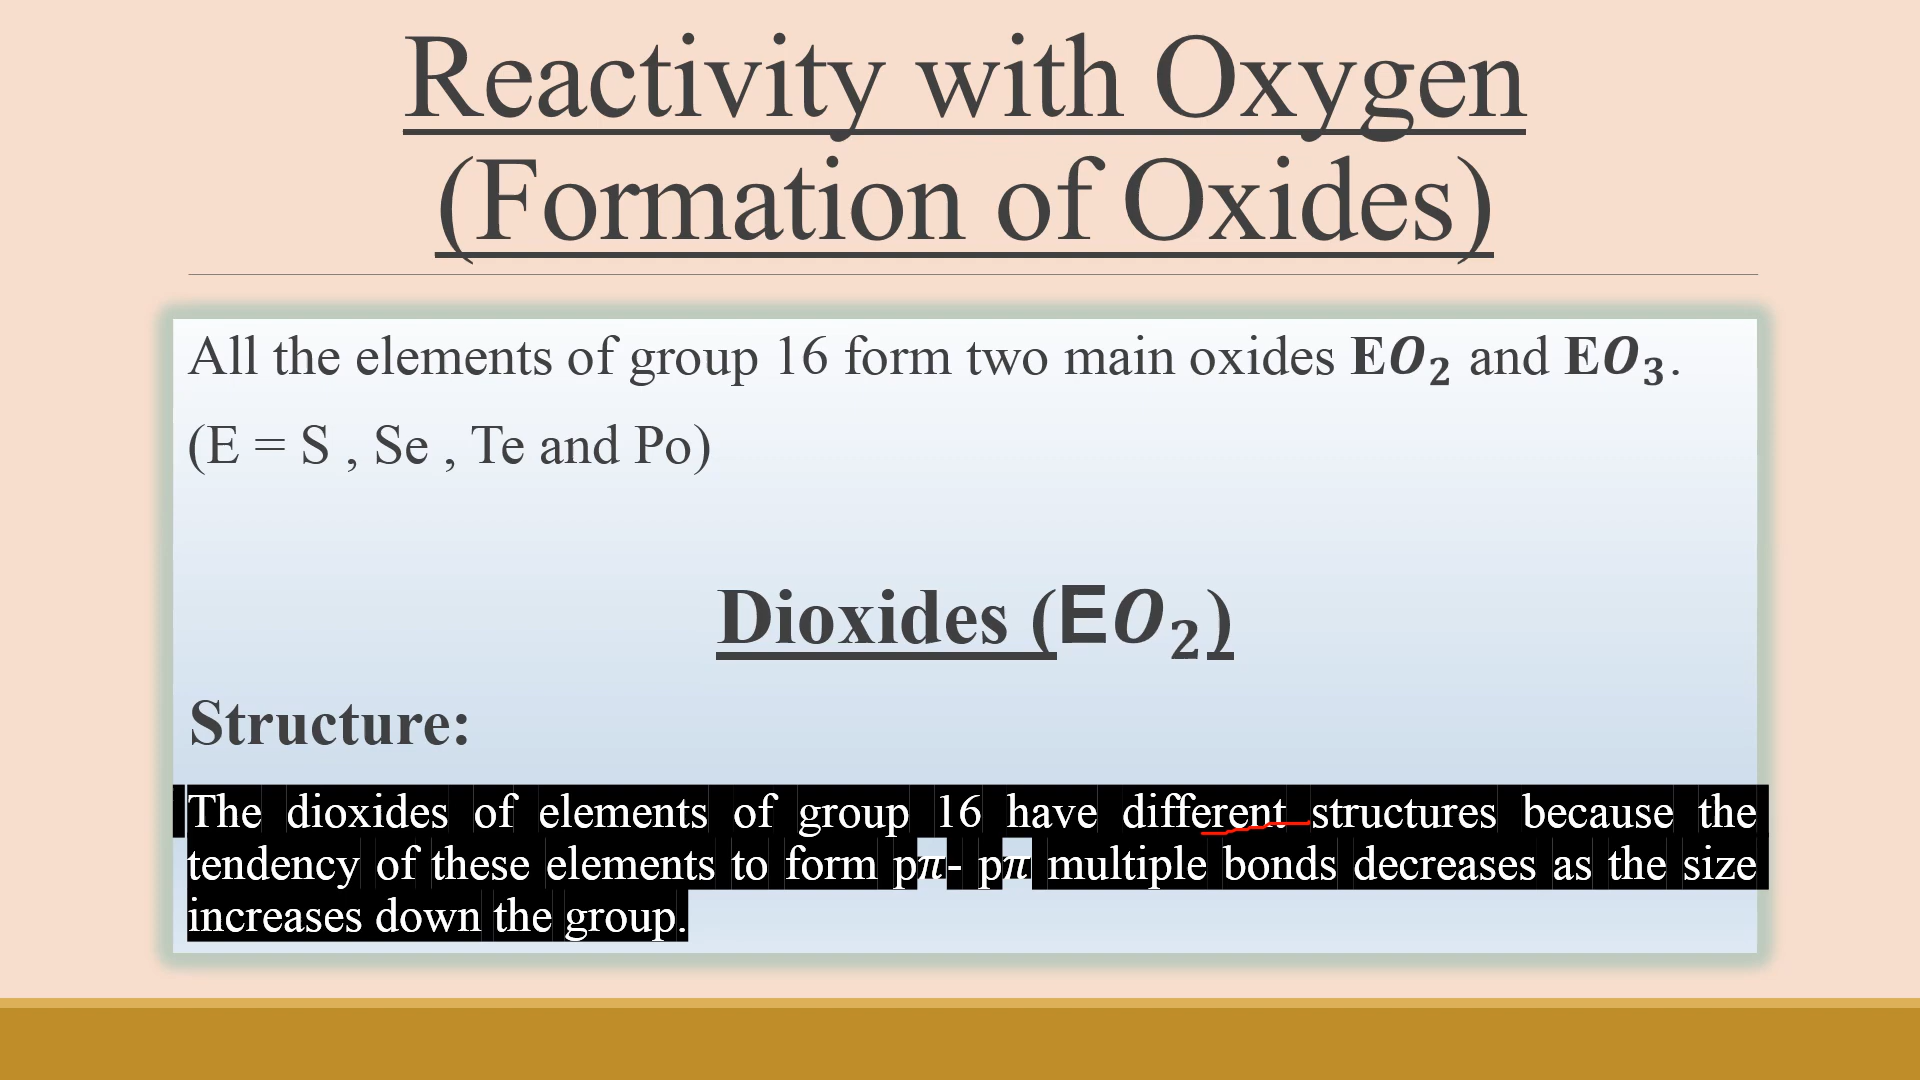 Reactivity with Oxygen
(Formation of Oxides)
All the elements of group 16 form two main oxides EO₂ and EO₃.
(E = S , Se , Te and Po)
Dioxides (EO₂)
Structure:
The dioxides of elements of group 16 have different structures because the
tendency of these elements to form pπ- pπ multiple bonds decreases as the size
increases down the group.